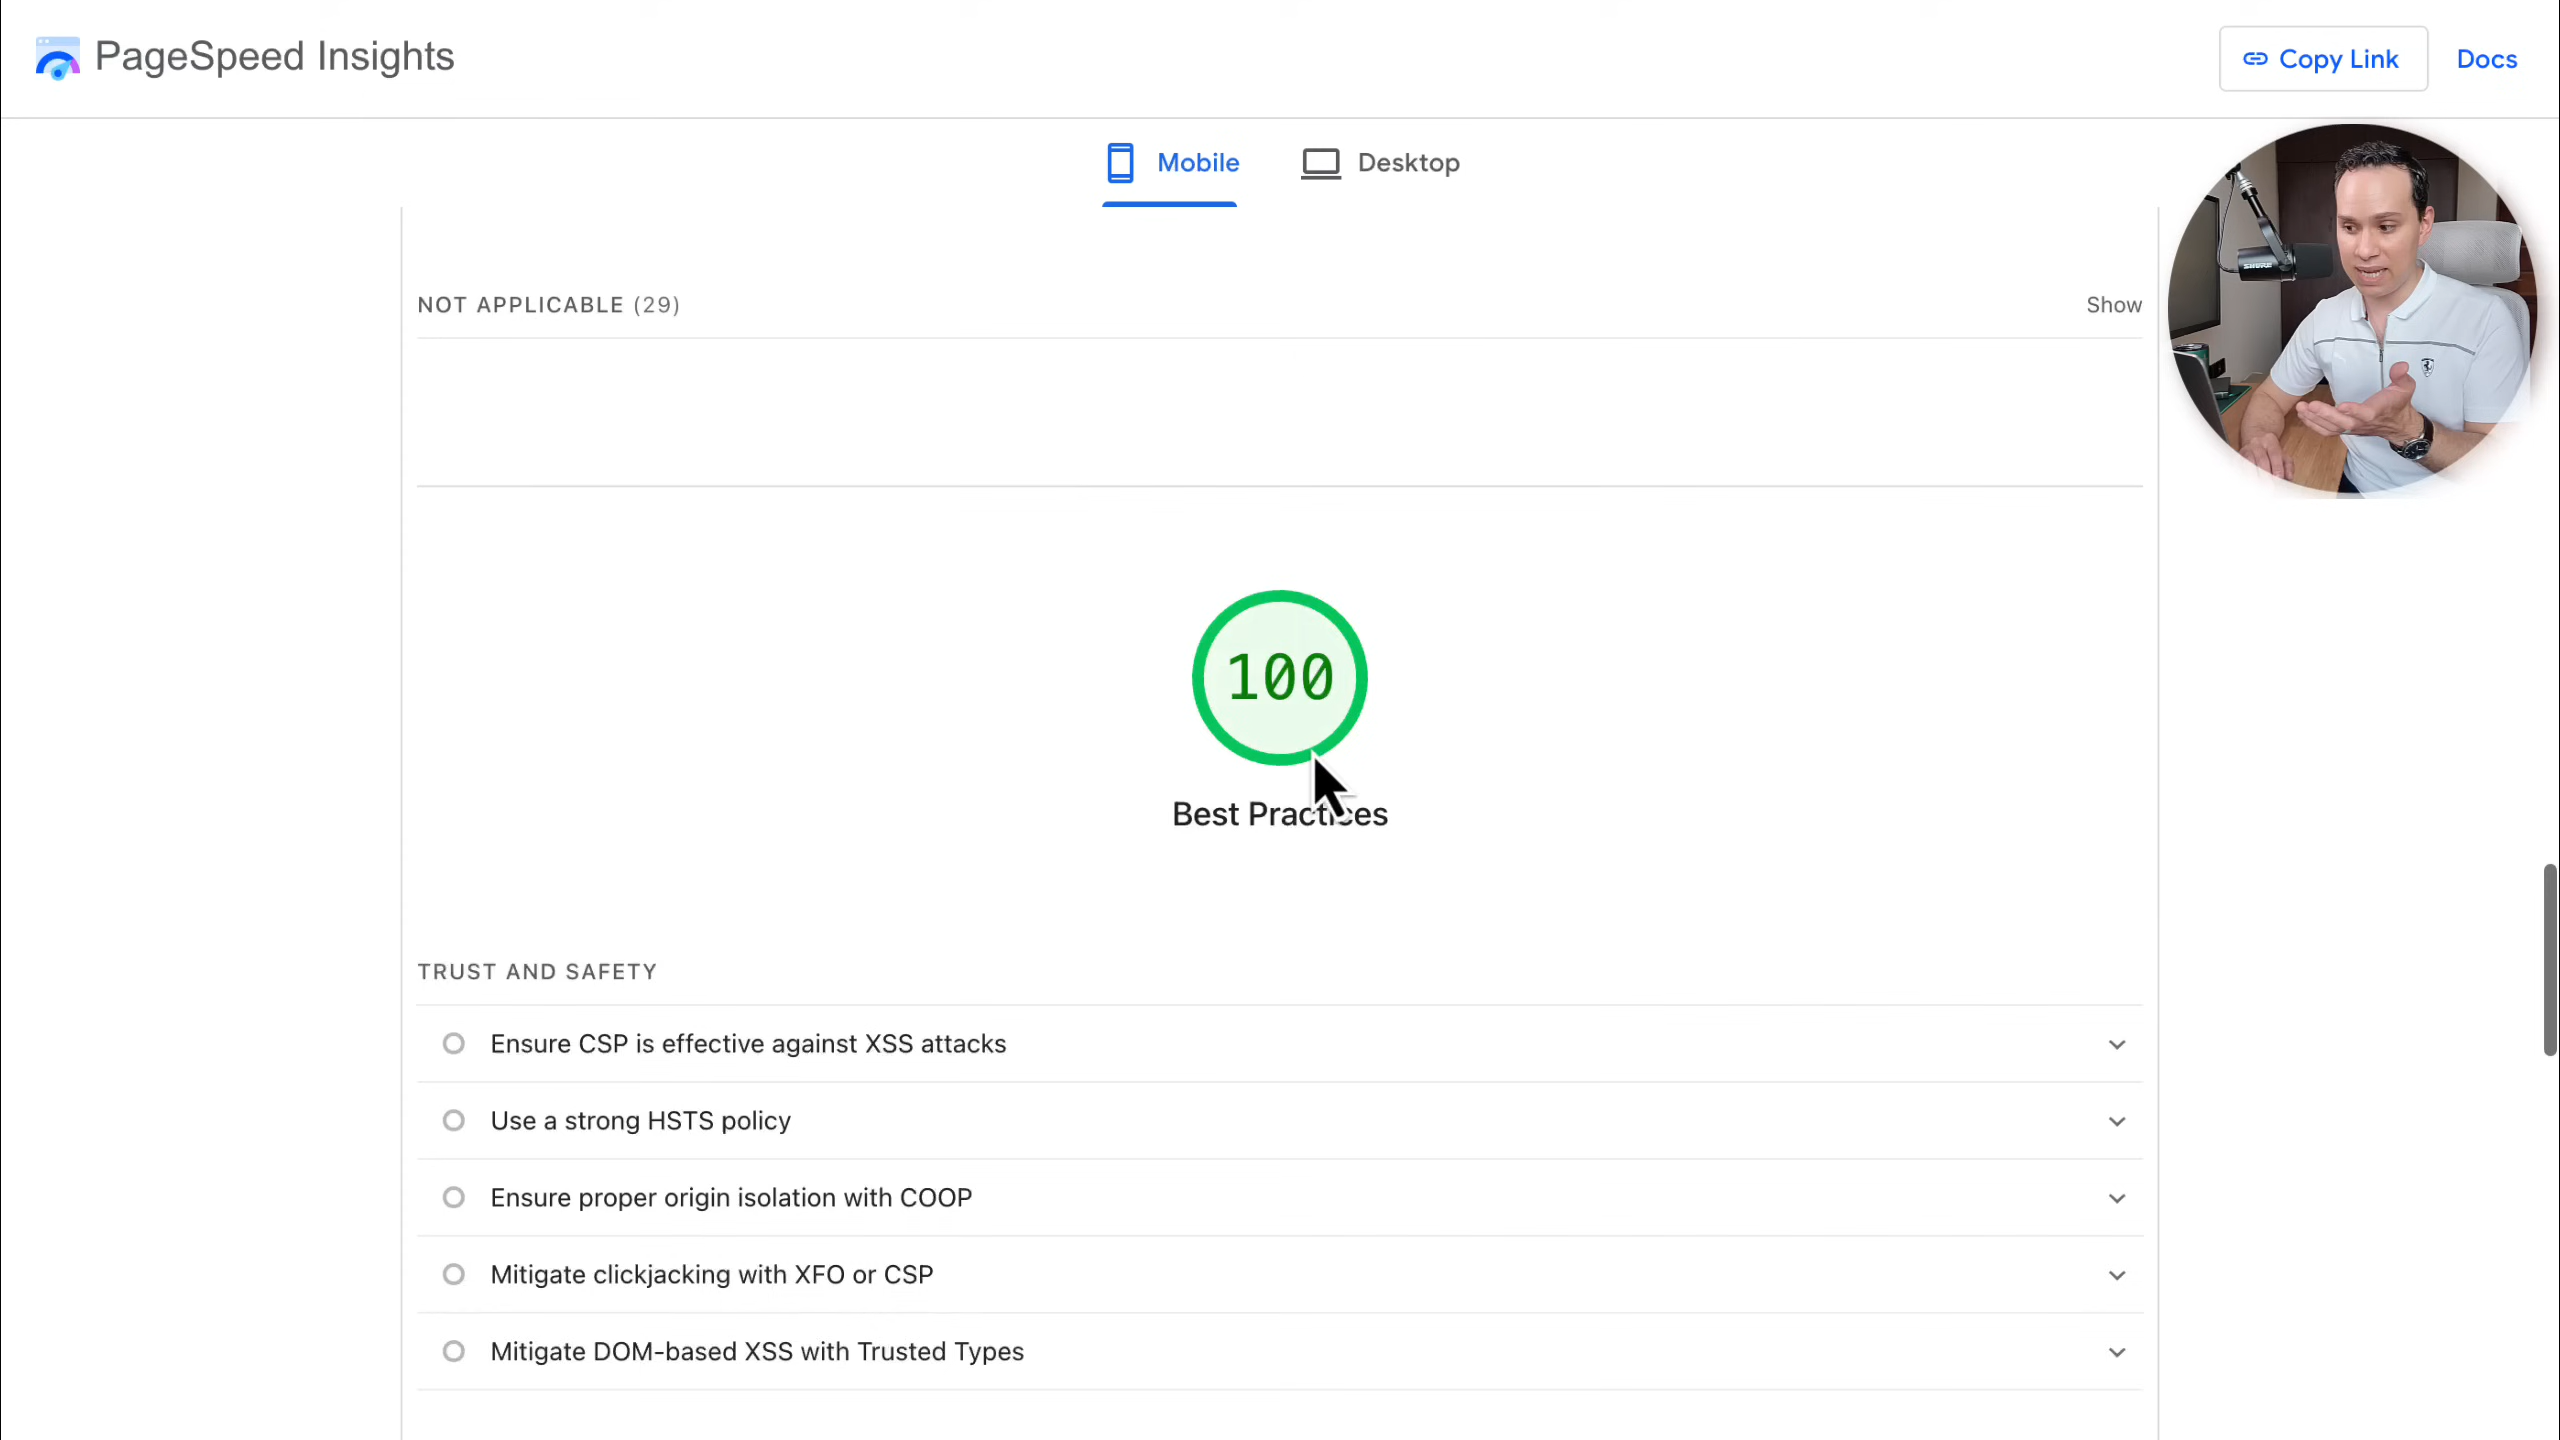 PageSpeed Insights
Copy Link
Docs
Mobile
Desktop
NOT APPLICABLE (29)
Show
SHURE
100
Best Practices
TRUST AND SAFETY
Ensure CSP is effective against XSS attacks
Use a strong HSTS policy
Ensure proper origin isolation with COOP
Mitigate clickjacking with XFO or CSP
Mitigate DOM-based XSS with Trusted Types